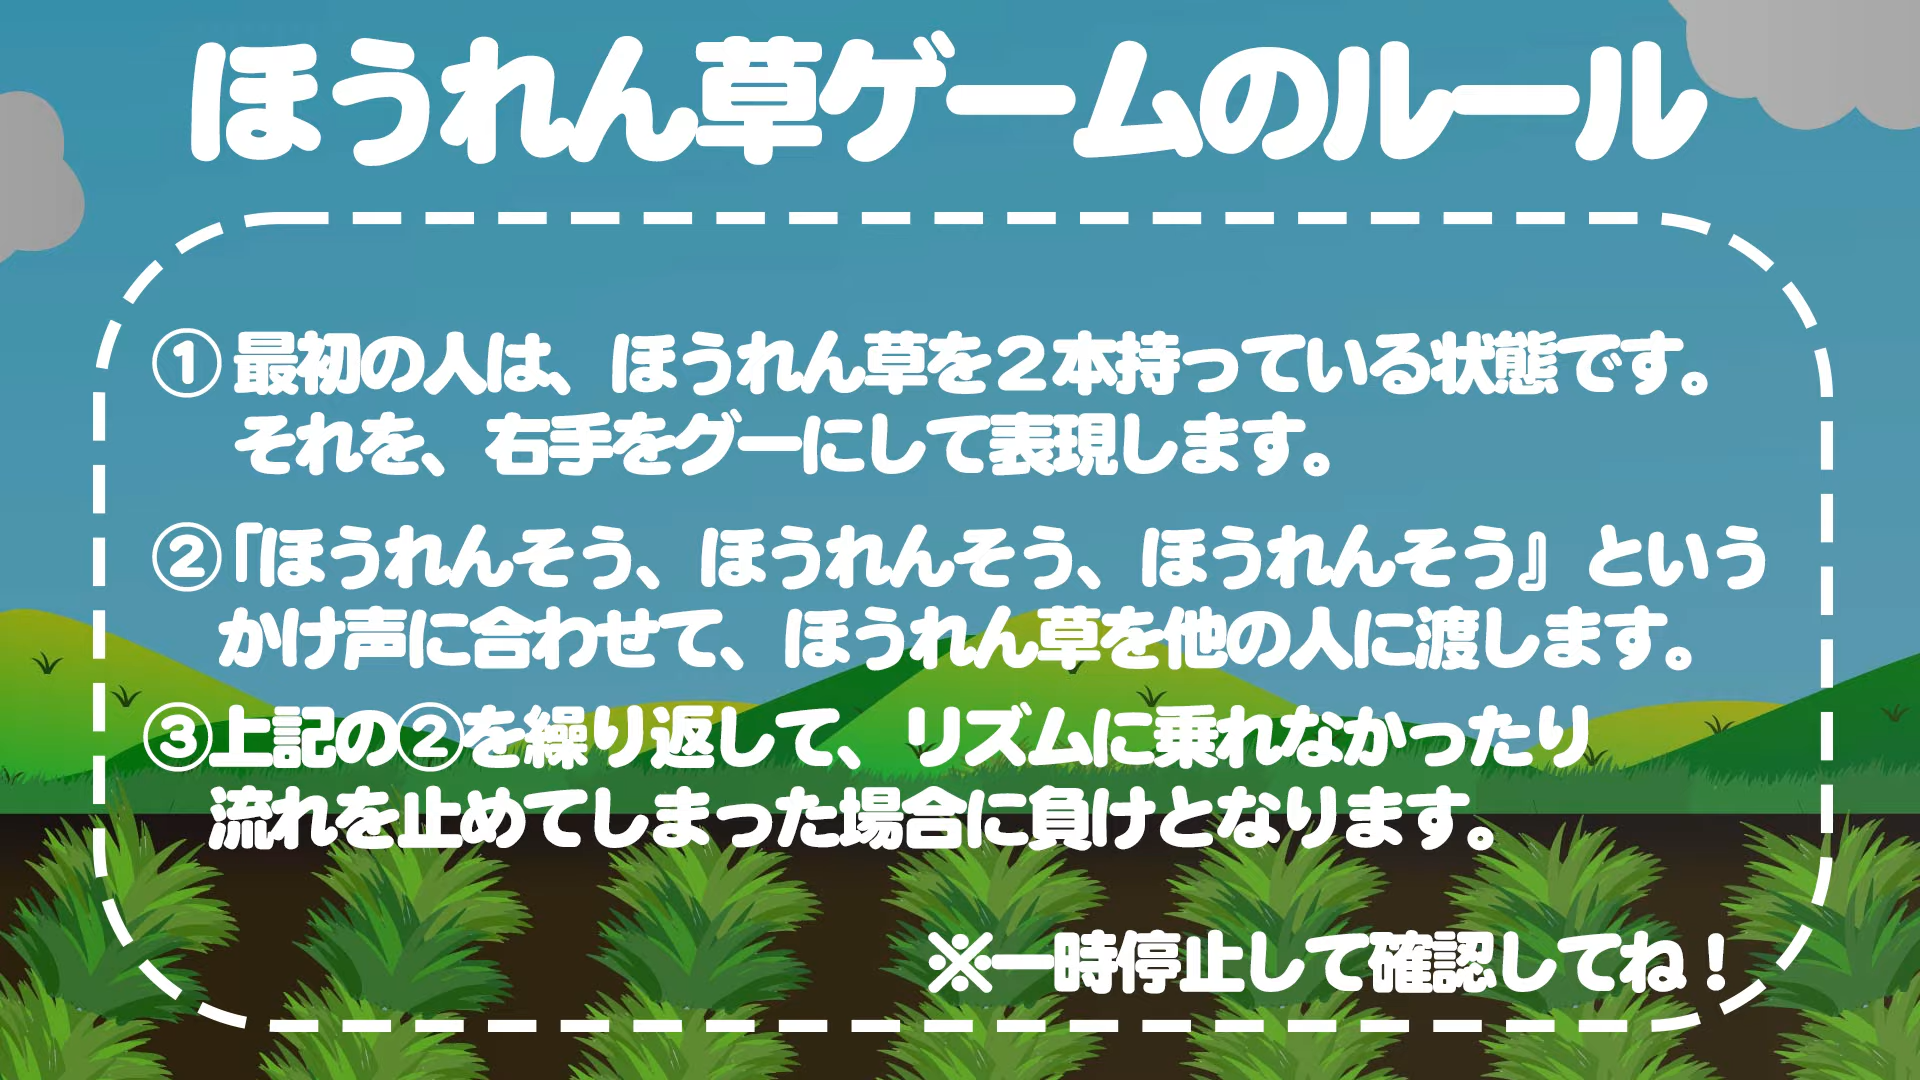 ほうれん草ゲームのルール
① 最初の人は、ほうれん草を２本持っている状態です。
それを、右手をグーにして表現します。
②「ほうれんそう、ほうれんそう、ほうれんそう』という
かけ声に合わせて、ほうれん草を他の人に渡します。
③上記の②を繰り返して、リズムに乗れなかったり
流れを止めてしまった場合に負けとなります。
※一時停止して確認してね！